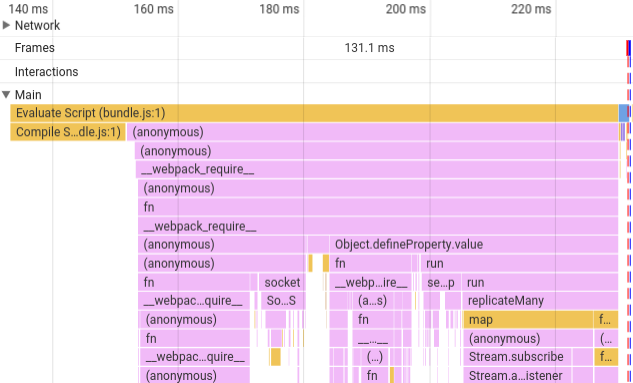 140 ms 160 ms 180 ms 200 ms 220 ms
Network
Frames 131.1 ms
Interactions
Main
Evaluate Script (bundle.js:1)
Compile S...dle.js:1) (anonymous)
(anonymous)
__webpack_require__
(anonymous)
fn
__webpack_require__
(anonymous) Object.defineProperty.value
(anonymous) fn run
fn socket __webp...ire__ se...p run
__webpac...quire__ So...S (a...s) replicateMany
(anonymous) fn map f...
fn __...__ (anonymous) (...
__webpac...quire__ (...) Stream.subscribe f...
(anonymous) fn Stream.a...istener